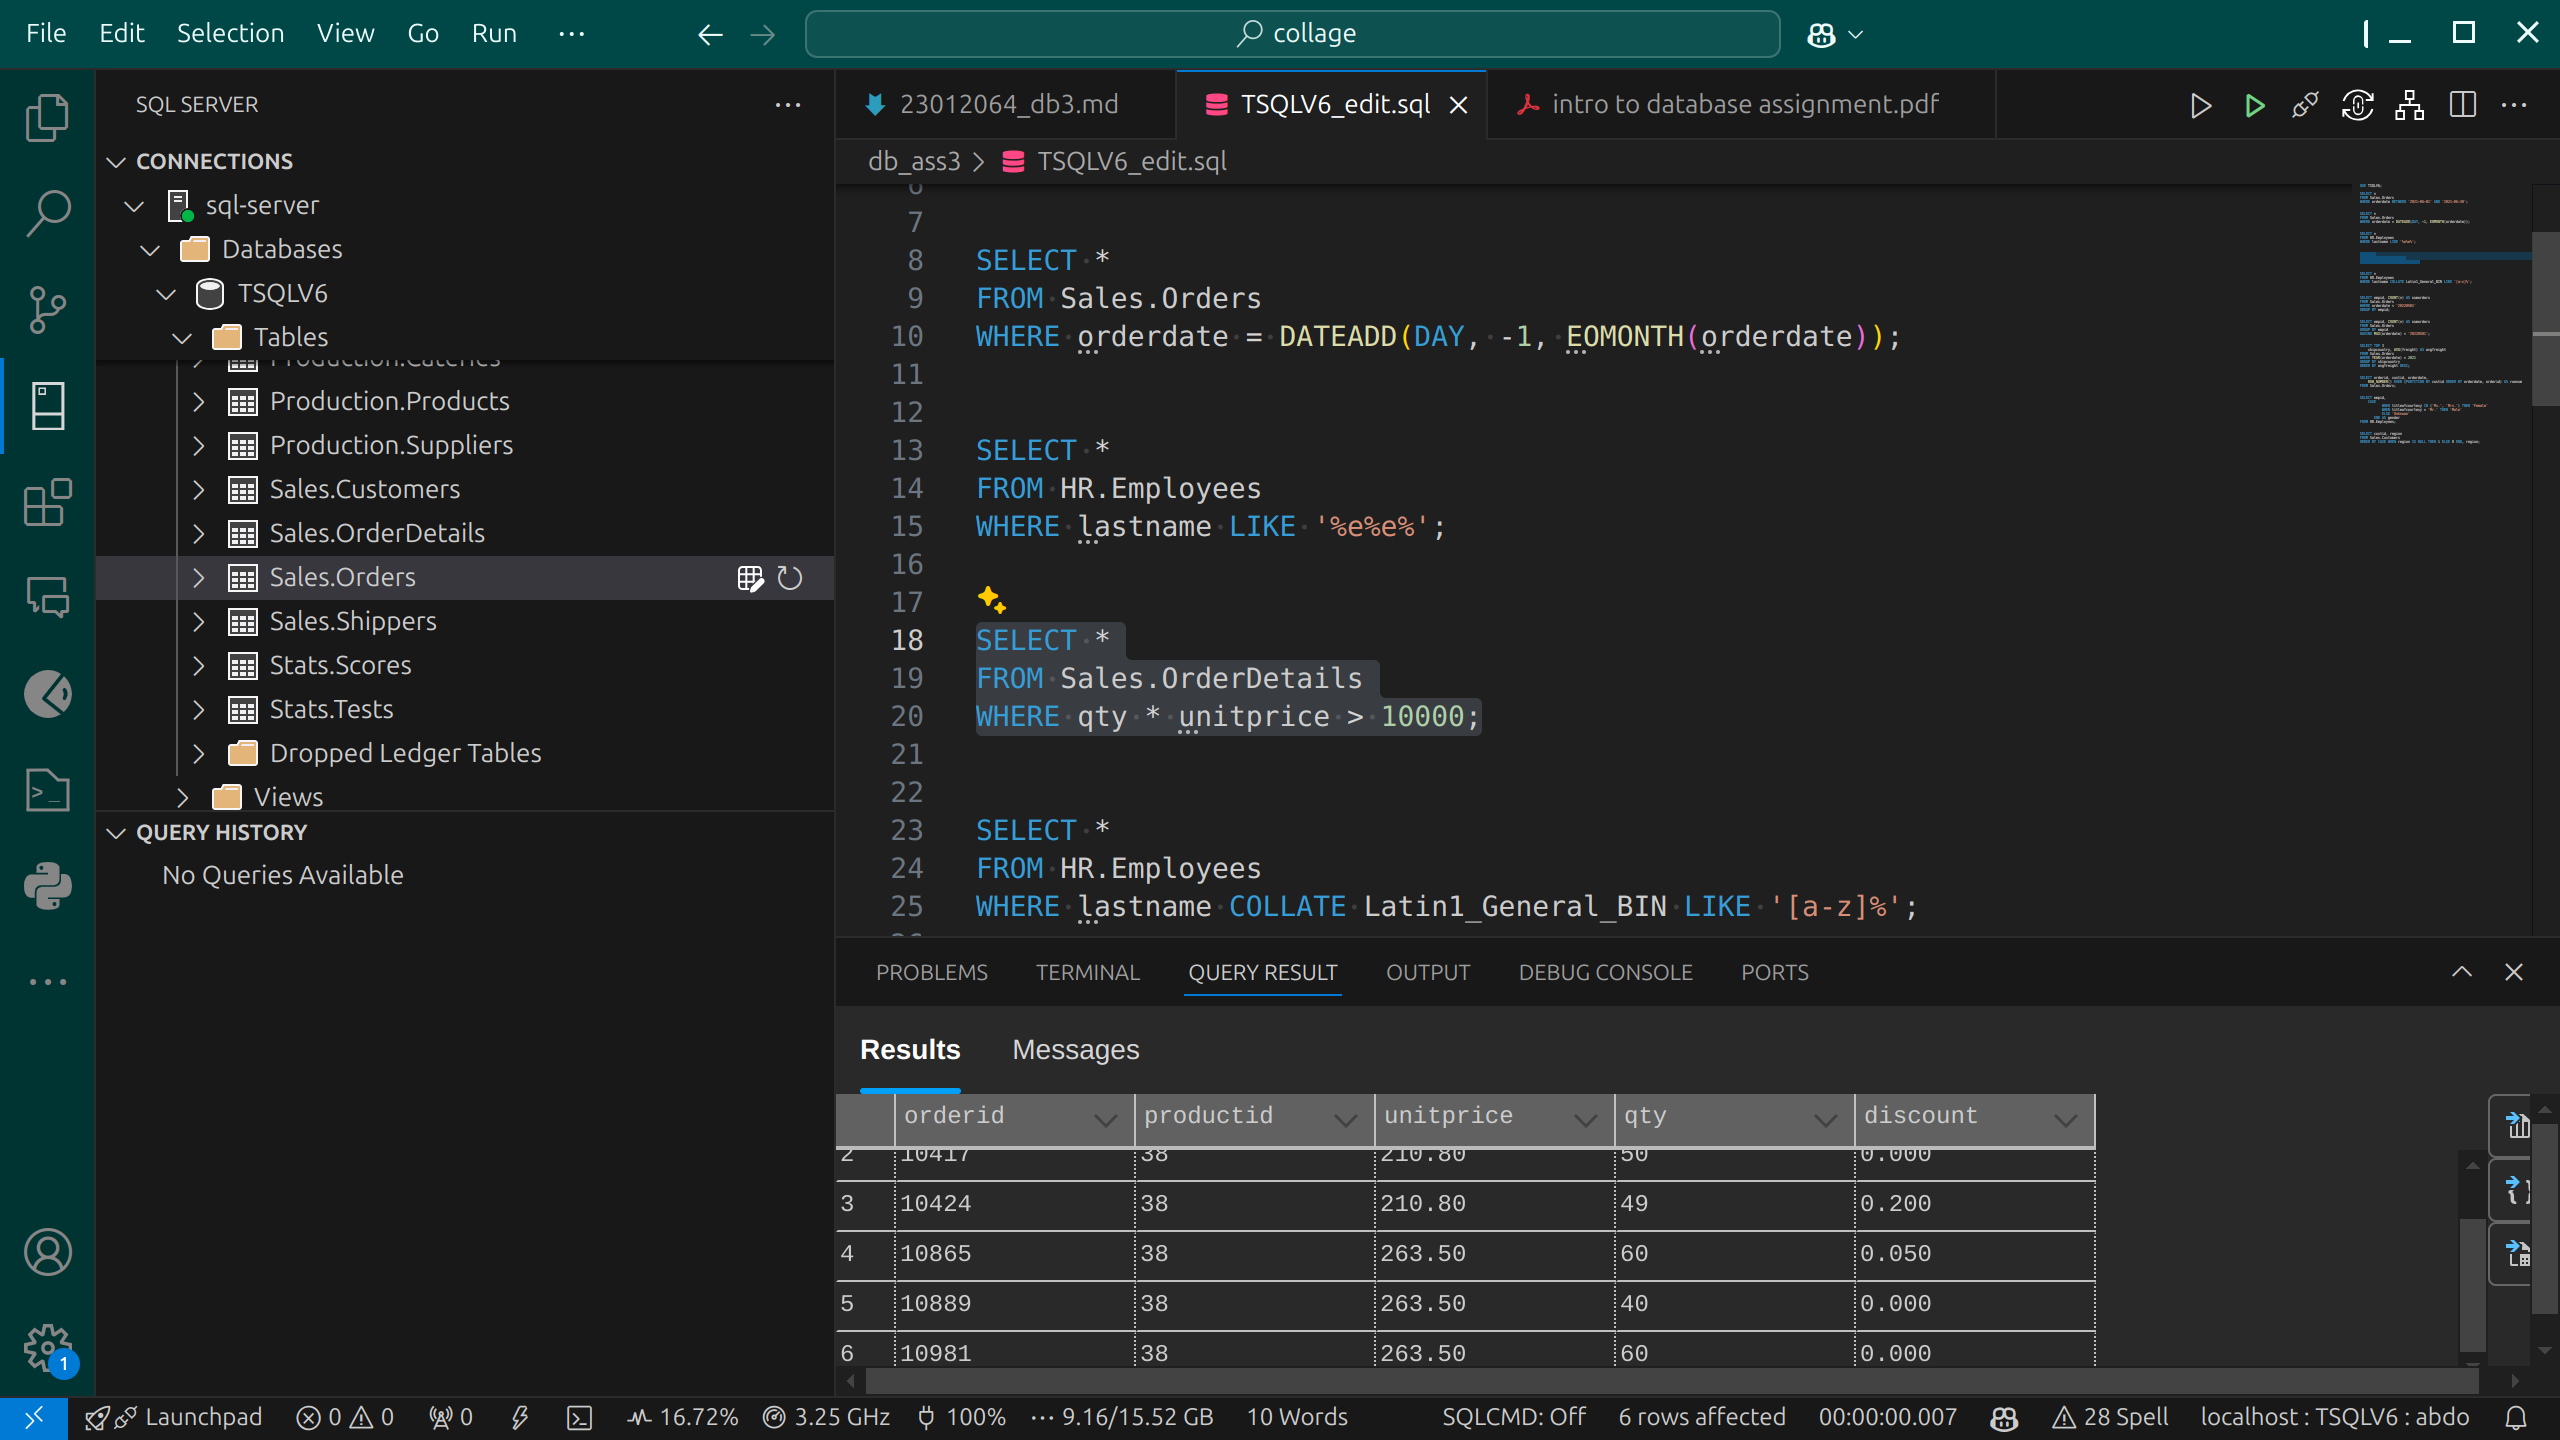 File Edit Selection View Go Run ···
collage
SQL SERVER
CONNECTIONS
sql-server
Databases
TSQLV6
Tables
Production.Products
Production.Suppliers
Sales.Customers
Sales.OrderDetails
Sales.Orders
Sales.Shippers
Stats.Scores
Stats.Tests
Dropped Ledger Tables
Views
QUERY HISTORY
No Queries Available
1
23012064_db3.md TSQLV6_edit.sql intro to database assignment.pdf
db_ass3 > TSQLV6_edit.sql
6
7
8 SELECT *
9 FROM Sales.Orders
10 WHERE orderdate = DATEADD(DAY, -1, EOMONTH(orderdate));
11
12
13 SELECT *
14 FROM HR.Employees
15 WHERE lastname LIKE '%e%e%';
16
17
18 SELECT *
19 FROM Sales.OrderDetails
20 WHERE qty * unitprice > 10000;
21
22
23 SELECT *
24 FROM HR.Employees
25 WHERE lastname COLLATE Latin1_General_BIN LIKE '[a-z]%';
PROBLEMS TERMINAL QUERY RESULT OUTPUT DEBUG CONSOLE PORTS
Results Messages
orderid productid unitprice qty discount
2 10417 38 210.80 50 0.000
3 10424 38 210.80 49 0.200
4 10865 38 263.50 60 0.050
5 10889 38 263.50 40 0.000
6 10981 38 263.50 60 0.000
Launchpad 0 0 0 16.72% 3.25 GHz 100% ··· 9.16/15.52 GB 10 Words SQLCMD: Off 6 rows affected 00:00:00.007 28 Spell localhost : TSQLV6 : abdo